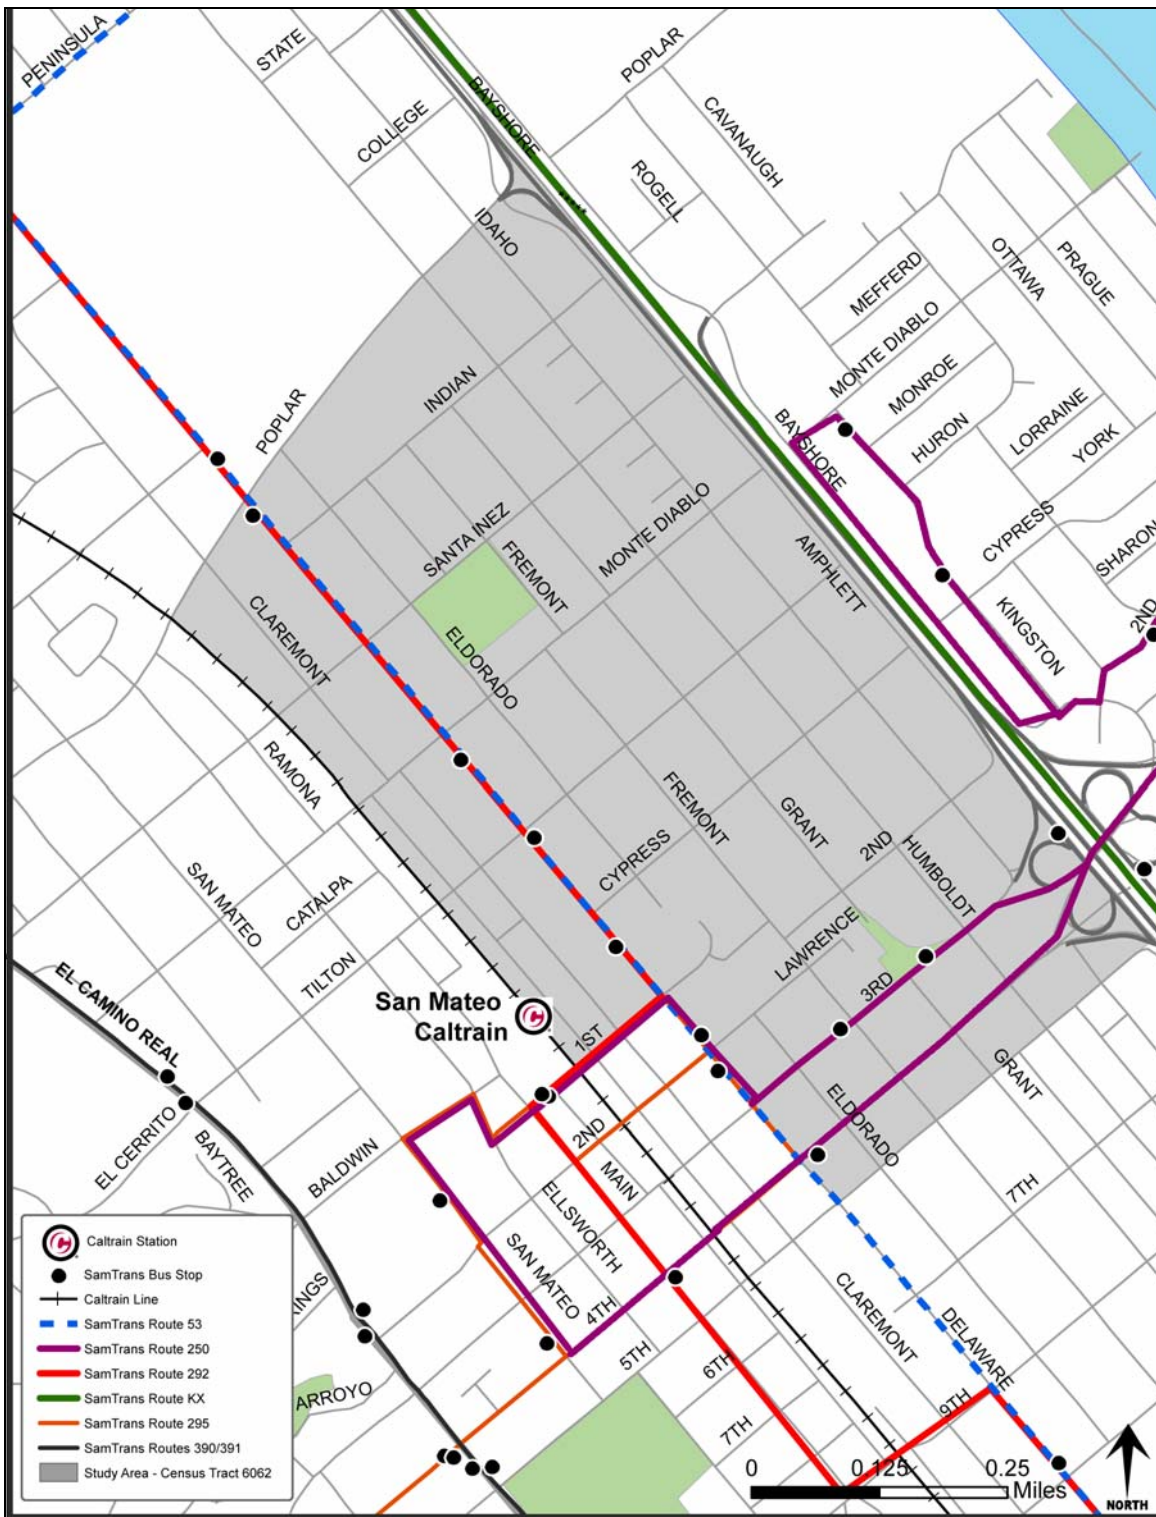 PENINSULA
STATE
COLLEGE
BAYSHORE
POPLAR
CAVANAUGH
ROGELL
IDAHO
OTTAWA
PRAGUE
MEFFERD
MONTE DIABLO
MONROE
HURON
LORRAINE
YORK
INDIAN
POPLAR
BAYSHORE
SANTA INEZ
FREMONT
MONTE DIABLO
AMPHLETT
CYPRESS
SHARON
KINGSTON
2ND
CLAREMONT
ELDORADO
RAMONA
FREMONT
GRANT
2ND
HUMBOLDT
CYPRESS
SAN MATEO
CATALPA
TILTON
LAWRENCE
3RD
EL CAMINO REAL
San Mateo
Caltrain
1ST
GRANT
ELDORADO
2ND
MAIN
EL CERRITO
BAYTREE
BALDWIN
ELLSWORTH
SAN MATEO
4TH
7TH
CLAREMONT
DELAWARE
5TH
6TH
7TH
9TH
ARROYO
Caltrain Station
SamTrans Bus Stop
Caltrain Line
SamTrans Route 53
SamTrans Route 250
SamTrans Route 292
SamTrans Route KX
SamTrans Route 295
SamTrans Routes 390/391
Study Area - Census Tract 6062
0 0.125 0.25
Miles
NORTH